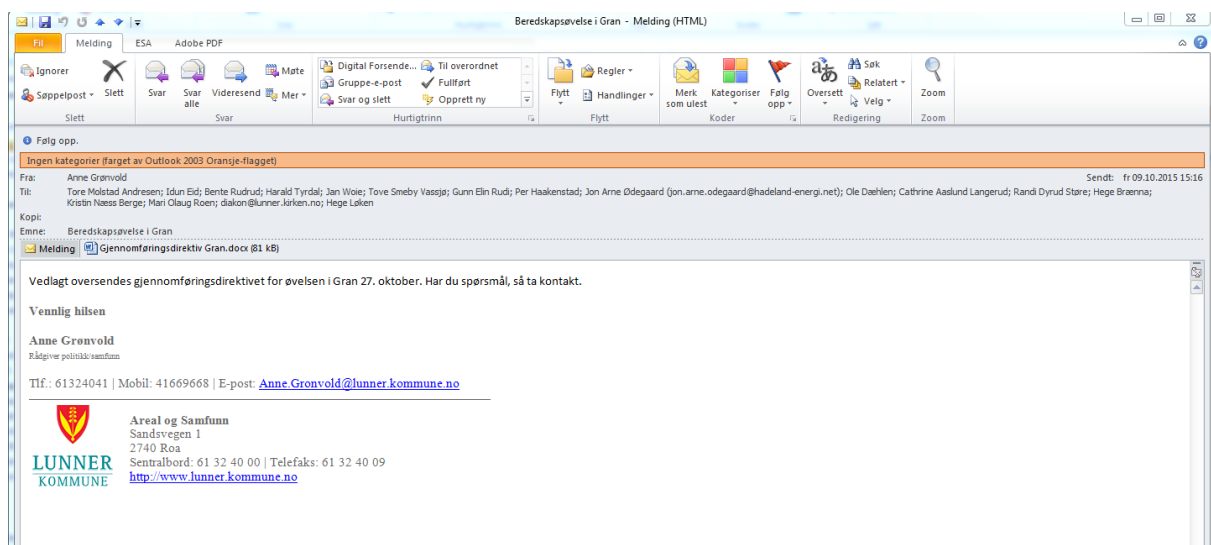 Beredskapsøvelse i Gran - Melding (HTML)
Fil Melding ESA Adobe PDF
Ignorer
Søppelpost
Slett
Slett
Svar
Svar alle
Videresend
Møte
Mer
Svar
Digital Forsende... Til overordnet
Gruppe-e-post Fullført
Svar og slett Opprett ny
Hurtigtrinn
Flytt
Regler
Handlinger
Flytt
Merk som ulest
Kategoriser
Følg opp
Koder
Oversett
Søk
Relatert
Velg
Redigering
Zoom
Zoom
Følg opp.
Ingen kategorier (farget av Outlook 2003 Oransje-flagget)
Fra: Anne Grønvold Sendt: fr 09.10.2015 15:16
Til: Tore Molstad Andresen; Idun Eid; Bente Rudrud; Harald Tyrdal; Jan Woie; Tove Smeby Vassjø; Gunn Elin Rudi; Per Haakenstad; Jon Arne Ødegaard (jon.arne.odegaard@hadeland-energi.net); Ole Dæhlen; Cathrine Aaslund Langerud; Randi Dyrud Støre; Hege Brænna;
Kristin Næss Berge; Mari Olaug Roen; diakon@lunner.kirken.no; Hege Løken
Kopi:
Emne: Beredskapsøvelse i Gran
Melding Gjennomføringsdirektiv Gran.docx (81 kB)
Vedlagt oversendes gjennomføringsdirektivet for øvelsen i Gran 27. oktober. Har du spørsmål, så ta kontakt.
Vennlig hilsen
Anne Grønvold
Rådgiver politikk/samfunn
Tlf.: 61324041 | Mobil: 41669668 | E-post: Anne.Gronvold@lunner.kommune.no
LUNNER
KOMMUNE
Areal og Samfunn
Sandsvegen 1
2740 Roa
Sentralbord: 61 32 40 00 | Telefaks: 61 32 40 09
http://www.lunner.kommune.no